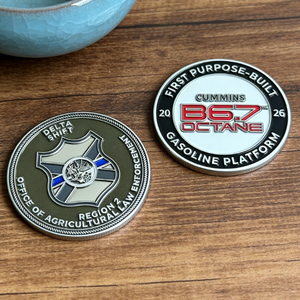 DELTA
SHIFT
REGION 2
OFFICE OF AGRICULTURAL LAW ENFORCEMENT
FIRST PURPOSE-BUILT
CUMMINS
20 B6.7 26
OCTANE
GASOLINE PLATFORM